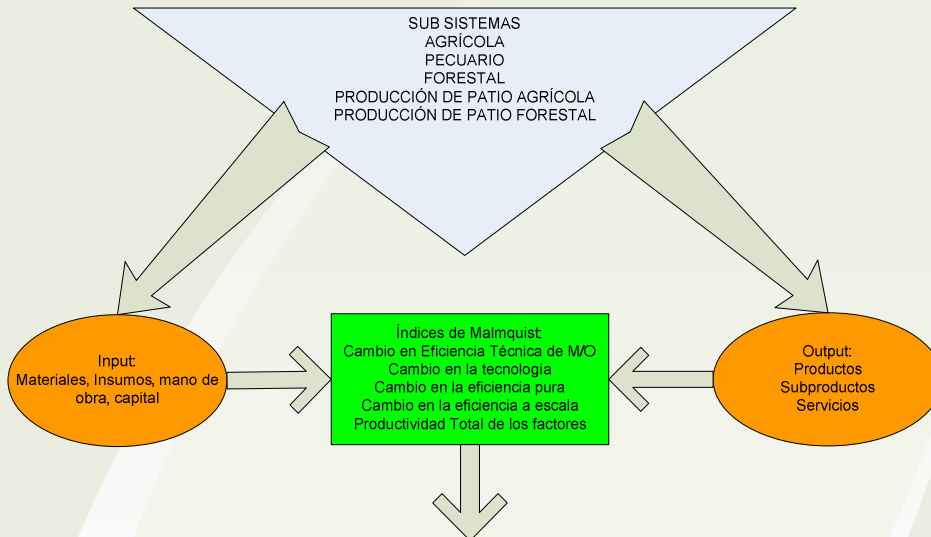 SUB SISTEMAS
AGRÍCOLA
PECUARIO
FORESTAL
PRODUCCIÓN DE PATIO AGRÍCOLA
PRODUCCIÓN DE PATIO FORESTAL
Input:
Materiales, Insumos, mano de
obra, capital
Índices de Malmquist:
Cambio en Eficiencia Técnica de M/O
Cambio en la tecnología
Cambio en la eficiencia pura
Cambio en la eficiencia a escala
Productividad Total de los factores
Output:
Productos
Subproductos
Servicios